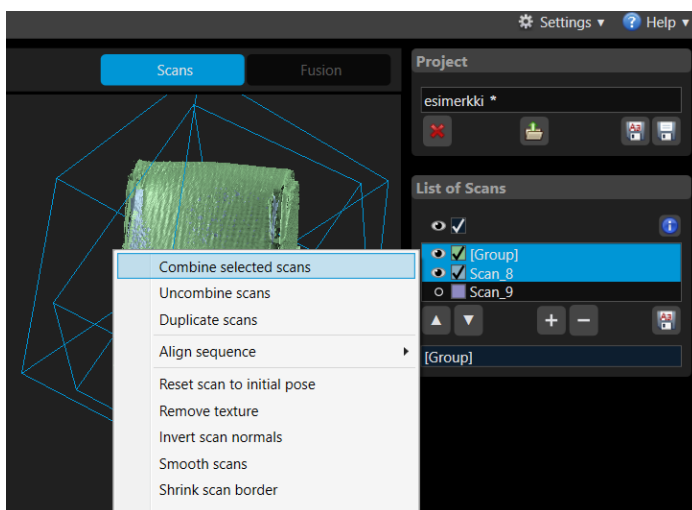 Settings ▾ Help ▾
Scans Fusion
Project
esimerkki *
List of Scans
[Group]
Scan_8
Scan_9
[Group]
Combine selected scans
Uncombine scans
Duplicate scans
Align sequence
Reset scan to initial pose
Remove texture
Invert scan normals
Smooth scans
Shrink scan border